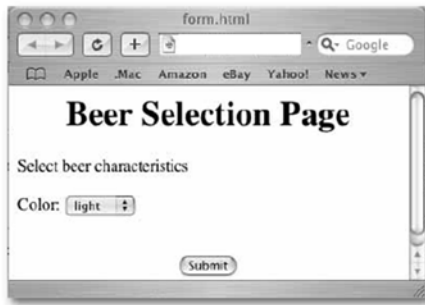 form.html
Google
Apple .Mac Amazon eBay Yahoo! News
Beer Selection Page
Select beer characteristics
Color: light
Submit